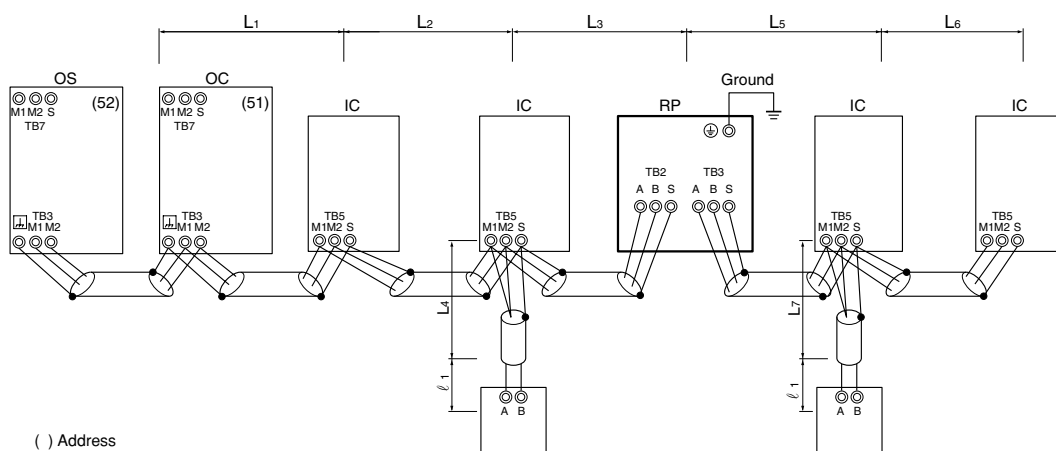 L1 L2 L3 L5 L6
OS OC IC IC RP Ground IC IC
M1 M2 S (52)
TB7
M1 M2 S (51)
TB7
TB2 TB3
A B S A B S
TB3
M1 M2
TB3
M1 M2
TB5
M1 M2 S
TB5
M1 M2 S
TB5
M1 M2 S
TB5
M1 M2 S
L4 L7
ℓ 1 ℓ 1
A B A B
( ) Address